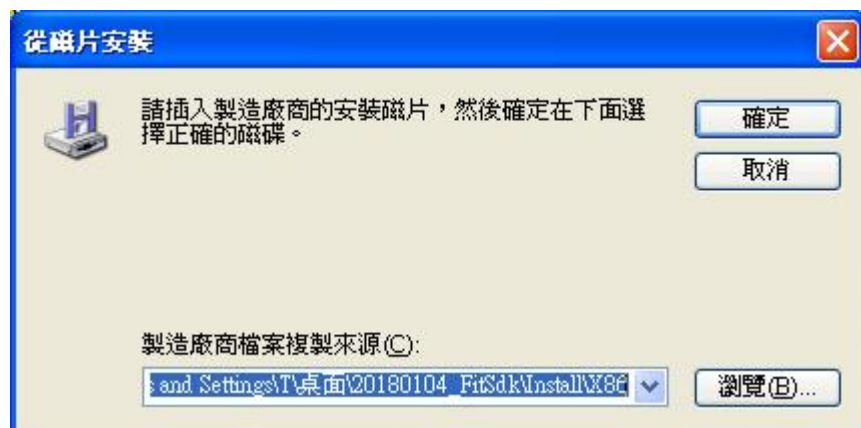 從磁片安裝
請插入製造廠商的安裝磁片，然後確定在下面選
擇正確的磁碟。
確定
取消
製造廠商檔案複製來源(C):
s and Settings\T\桌面\20180104_FitSdk\Install\X86
瀏覽(B)...